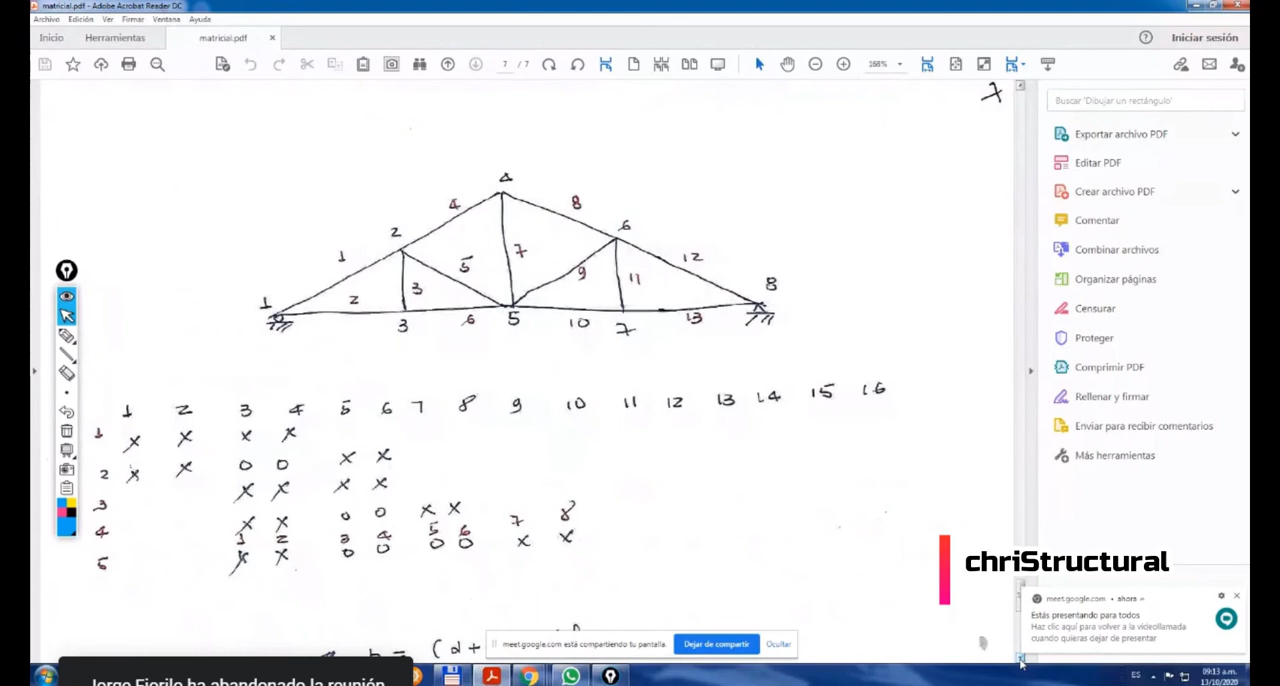 matricial.pdf - Adobe Acrobat Reader DC
Archivo Edición Ver Firmar Ventana Ayuda
Inicio Herramientas matricial.pdf × Iniciar sesión
7 / 7 168%
7
Buscar "Dibujar un rectángulo"
Exportar archivo PDF
Editar PDF
Crear archivo PDF
Comentar
Combinar archivos
Organizar páginas
Censurar
Proteger
Comprimir PDF
Rellenar y firmar
Enviar para recibir comentarios
Más herramientas
4
4 8
2 6
1 5 7 9 12
1 2 3 11 8
3 6 5 10 7 13
1 2 3 4 5 6 7 8 9 10 11 12 13 14 15 16
1 x x x x
2 x x 0 0 x x
x x x x
3 x x 0 0 x x
4 1 2 3 4 5 6 7 8
5 x x 0 0 0 0 x x
b = (d +
chriStructural
meet.google.com • ahora
Estás presentando para todos
Haz clic aquí para volver a la videollamada
cuando quieras dejar de presentar
meet.google.com está compartiendo tu pantalla. Dejar de compartir Ocultar
Jorge Fiorilo ha abandonado la reunión
ES 09:13 a.m.
13/10/2020